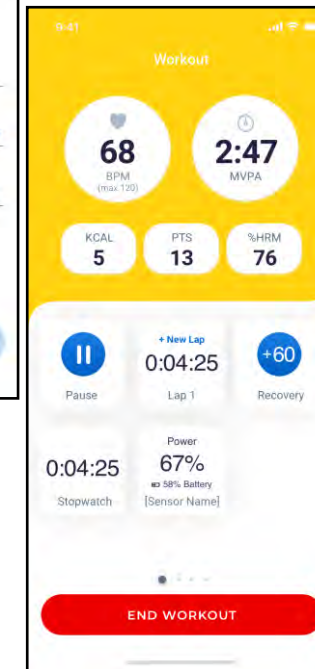 9:41
Workout
68
BPM
(max 120)
2:47
MVPA
KCAL
5
PTS
13
%HRM
76
Pause
+ New Lap
0:04:25
Lap 1
+60
Recovery
0:04:25
Stopwatch
Power
67%
58% Battery
[Sensor Name]
END WORKOUT